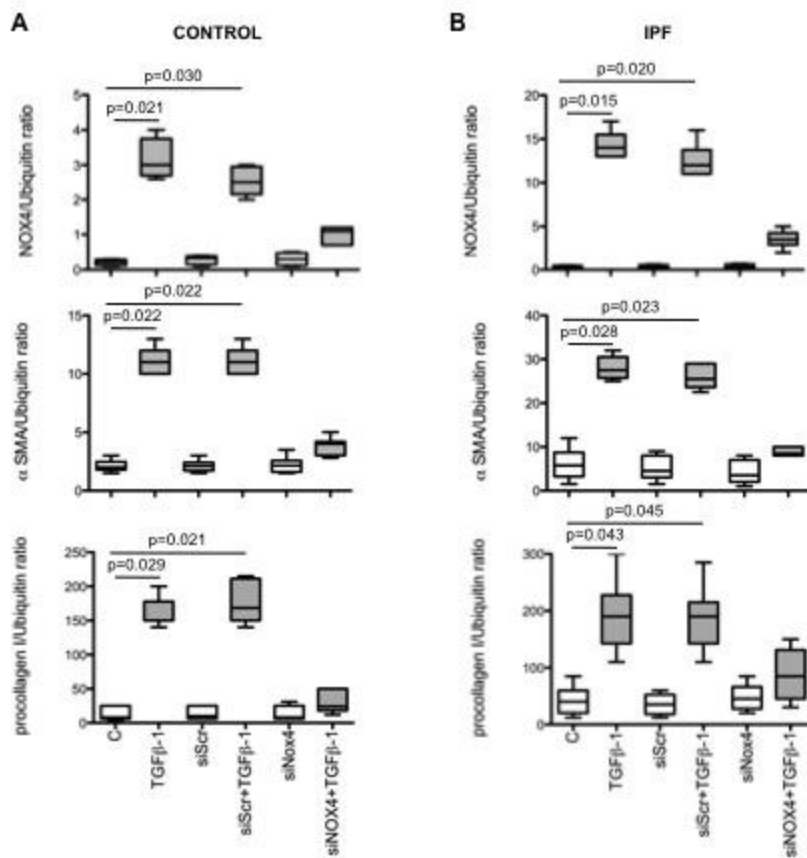 A
CONTROL
p=0.030
p=0.021
NOX4/Ubiquitin ratio
5
4
3
2
1
0
p=0.022
p=0.022
α SMA/Ubiquitin ratio
15
10
5
0
p=0.021
p=0.029
procollagen I/Ubiquitin ratio
250
200
150
100
50
0
C
TGFβ-1
siScr
siScr+TGFβ-1
siNox4
siNOX4+TGFβ-1
B
IPF
p=0.020
p=0.015
NOX4/Ubiquitin ratio
20
15
10
5
0
p=0.023
p=0.028
α SMA/Ubiquitin ratio
40
30
20
10
0
p=0.045
p=0.043
procollagen I/Ubiquitin ratio
300
200
100
0
C
TGFβ-1
siScr
siScr+TGFβ-1
siNox4
siNOX4+TGFβ-1